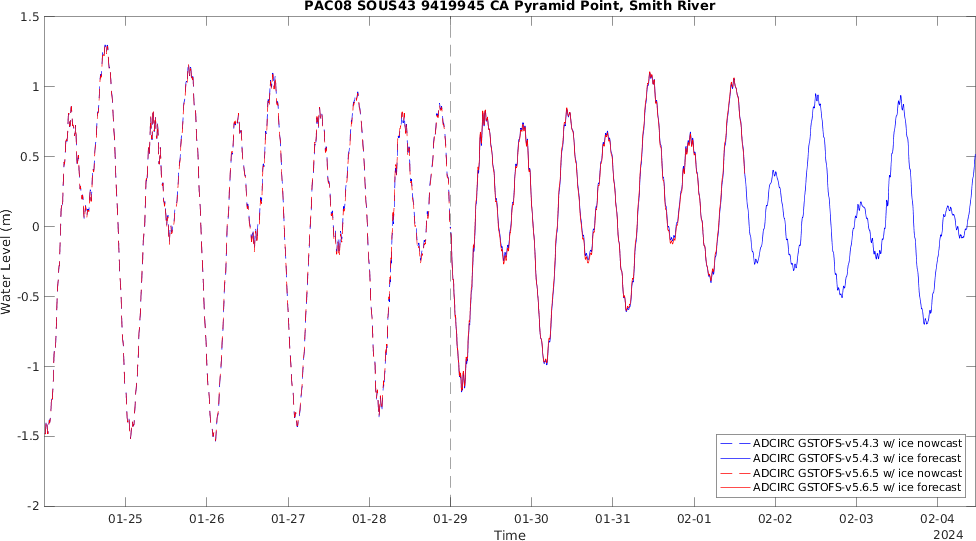 PAC08 SOUS43 9419945 CA Pyramid Point, Smith River
1.5
1
0.5
0
-0.5
-1
-1.5
-2
Water Level (m)
ADCIRC GSTOFS-v5.4.3 w/ ice nowcast
ADCIRC GSTOFS-v5.4.3 w/ ice forecast
ADCIRC GSTOFS-v5.6.5 w/ ice nowcast
ADCIRC GSTOFS-v5.6.5 w/ ice forecast
01-25 01-26 01-27 01-28 01-29 01-30 01-31 02-01 02-02 02-03 02-04
Time
2024